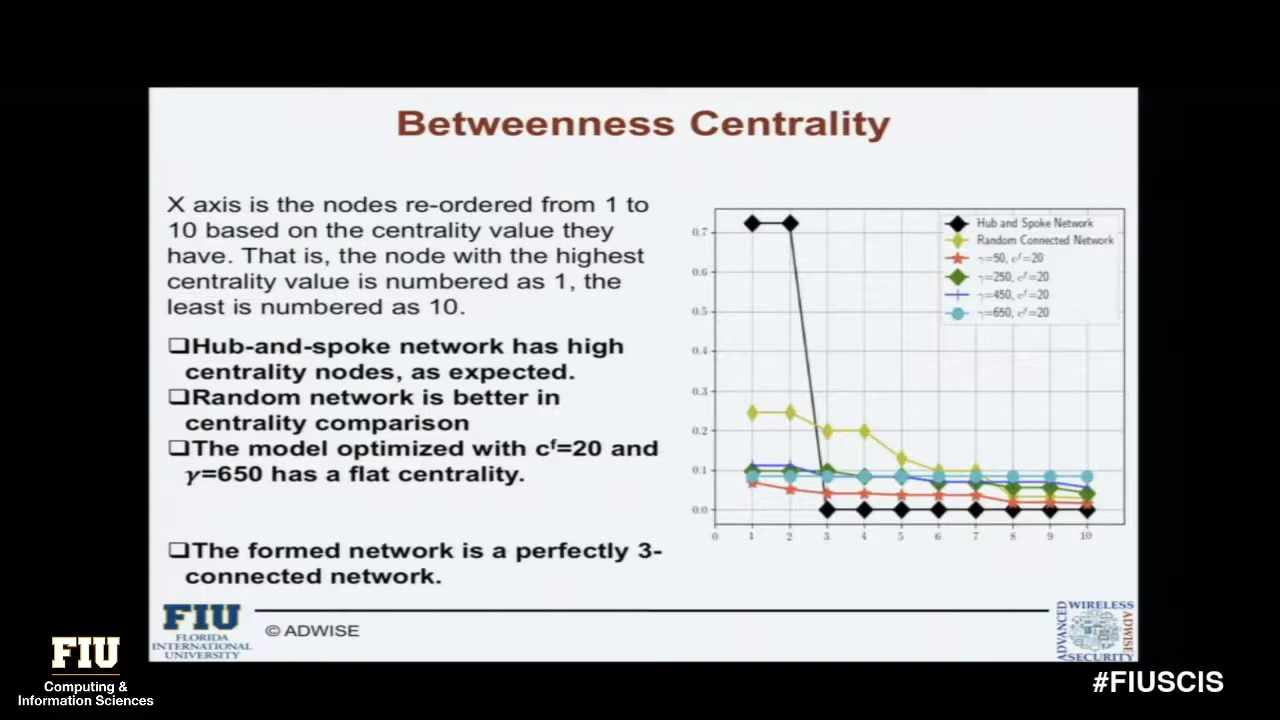 Betweenness Centrality
X axis is the nodes re-ordered from 1 to
10 based on the centrality value they
have. That is, the node with the highest
centrality value is numbered as 1, the
least is numbered as 10.
❑Hub-and-spoke network has high
centrality nodes, as expected.
❑Random network is better in
centrality comparison
❑The model optimized with cᶠ=20 and
γ=650 has a flat centrality.
❑The formed network is a perfectly 3-
connected network.
0.7
0.6
0.5
0.4
0.3
0.2
0.1
0.0
0 1 2 3 4 5 6 7 8 9 10
Hub and Spoke Network
Random Connected Network
γ=50, cᶠ=20
γ=250, cᶠ=20
γ=450, cᶠ=20
γ=650, cᶠ=20
FIU
FLORIDA
INTERNATIONAL
UNIVERSITY
© ADWISE
ADVANCED
WIRELESS
ADWISE
SECURITY
FIU
Computing &
Information Sciences
#FIUSCIS